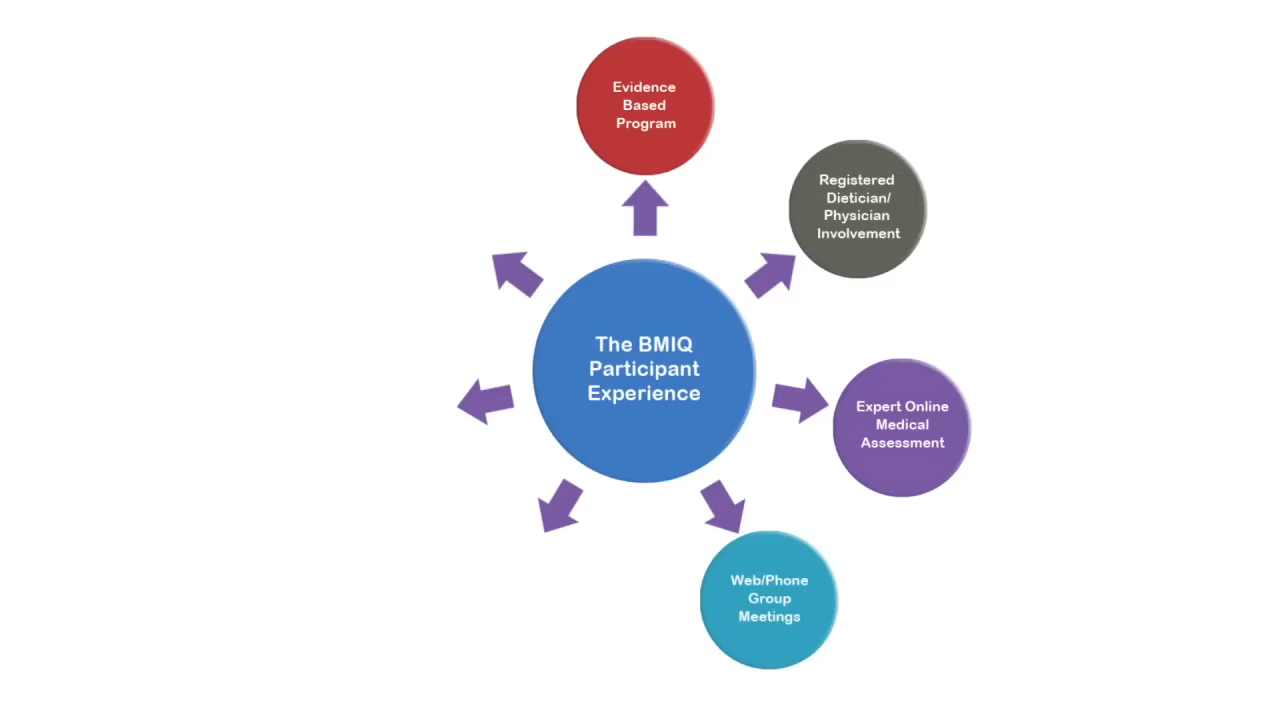 Evidence
Based
Program
Registered
Dietician/
Physician
Involvement
The BMIQ
Participant
Experience
Expert Online
Medical
Assessment
Web/Phone
Group
Meetings